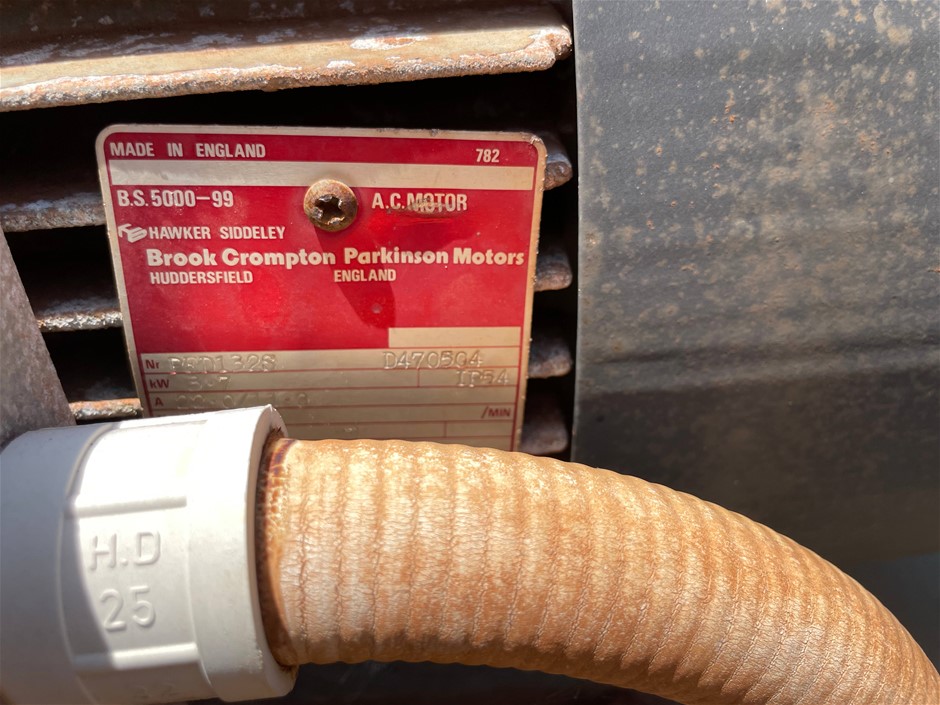 MADE IN ENGLAND 782
B.S.5000-99 A.C.MOTOR
HAWKER SIDDELEY
Brook Crompton Parkinson Motors
HUDDERSFIELD ENGLAND
Nr D470504
kW IP54
A /MIN
H.D
25